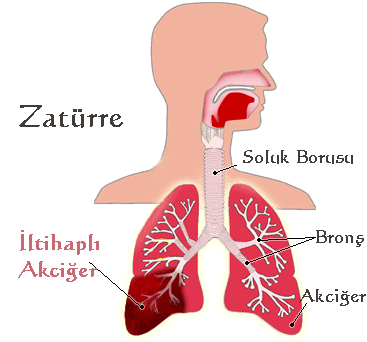 Zatürre
Soluk Borusu
İltihaplı
Akciğer
Bronş
Akciğer